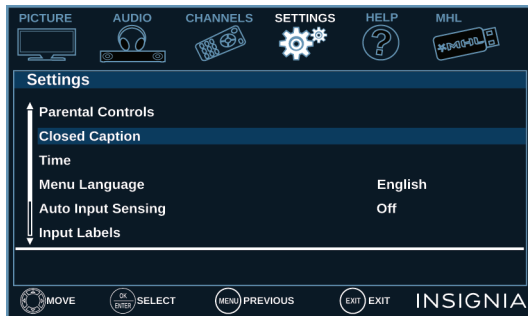 PICTURE AUDIO CHANNELS SETTINGS HELP MHL
MHL
Settings
Parental Controls
Closed Caption
Time
Menu Language English
Auto Input Sensing Off
Input Labels
MOVE OK ENTER SELECT MENU PREVIOUS EXIT EXIT INSIGNIA